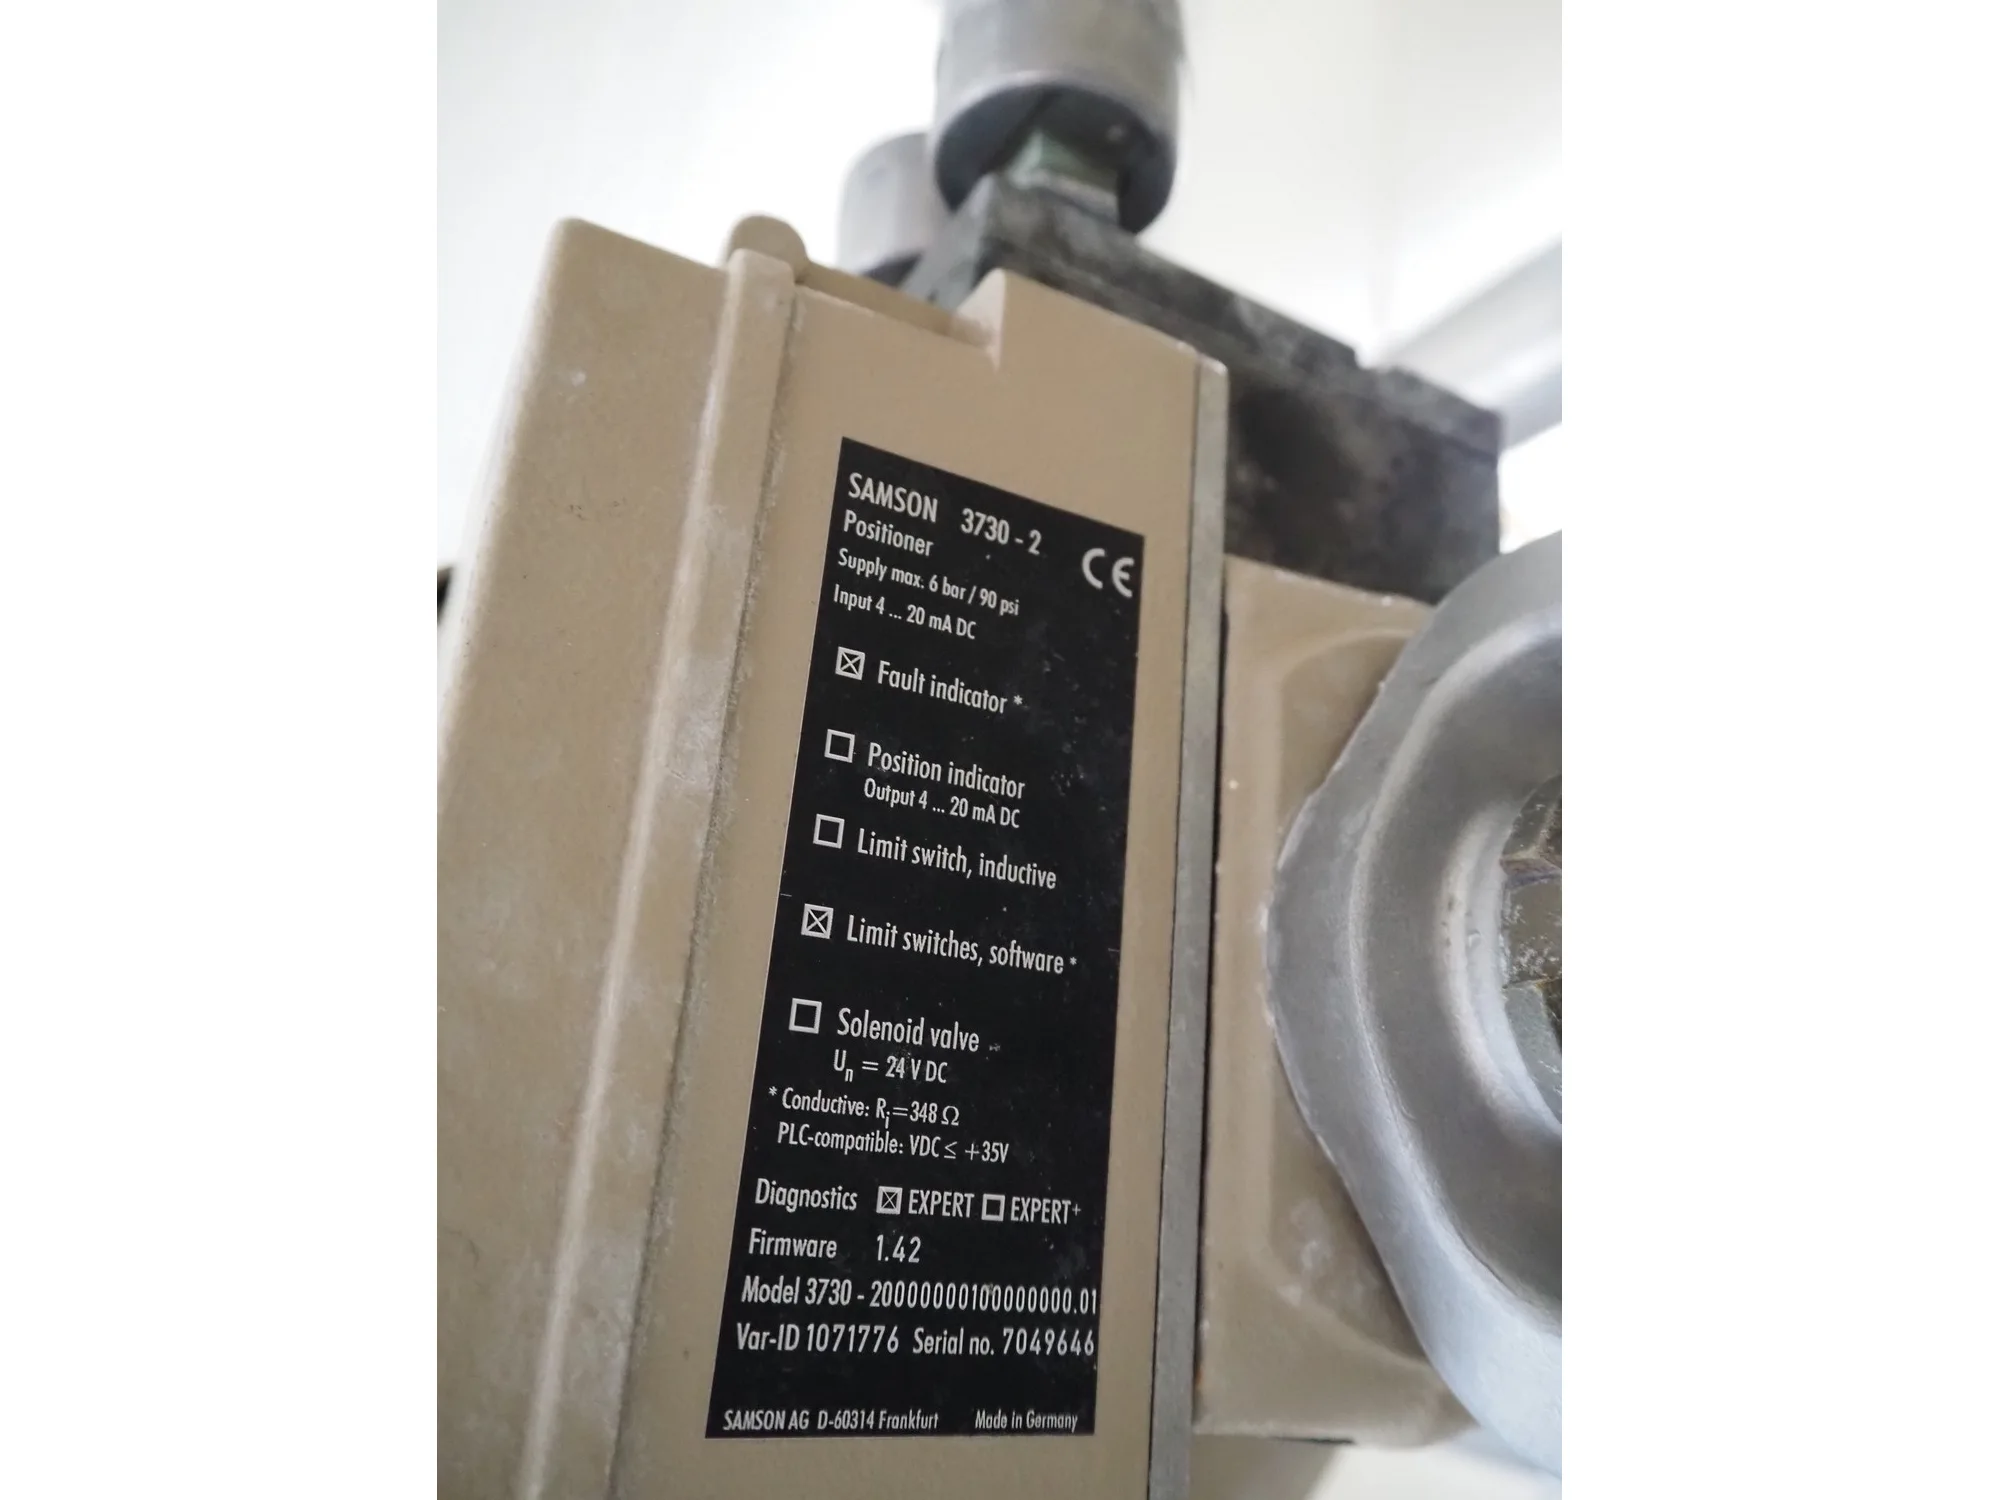 SAMSON 3730 - 2
CE
Positioner
Supply max. 6 bar / 90 psi
Input 4 ... 20 mA DC
☒ Fault indicator *
☐ Position indicator
Output 4 ... 20 mA DC
☐ Limit switch, inductive
☒ Limit switches, software *
☐ Solenoid valve
Un = 24 V DC
* Conductive: Ri=348 Ω
PLC-compatible: VDC ≤ +35V
Diagnostics ☒ EXPERT ☐ EXPERT+
Firmware 1.42
Model 3730 - 20000000100000000.01
Var-ID 1071776 Serial no. 7049646
SAMSON AG D-60314 Frankfurt Made in Germany